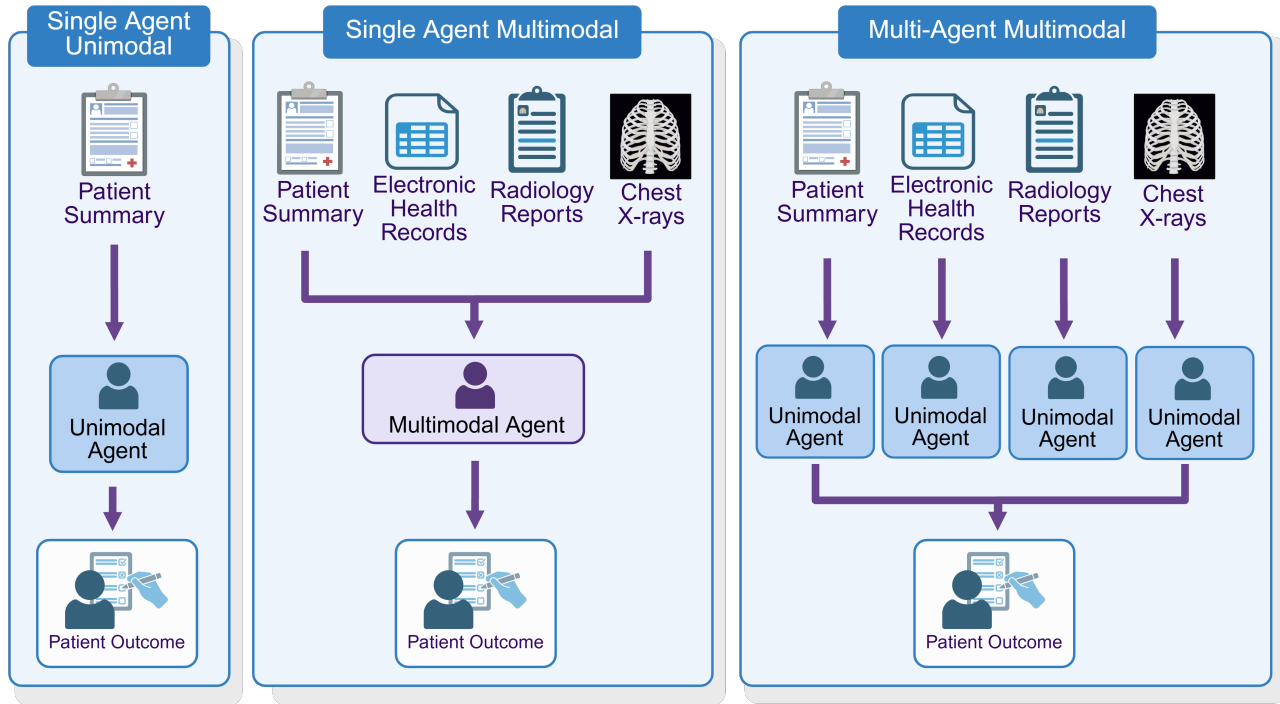 Single Agent
Unimodal
Patient
Summary
Unimodal
Agent
Patient Outcome
Single Agent Multimodal
Patient
Summary
Electronic
Health
Records
Radiology
Reports
Chest
X-rays
Multimodal Agent
Patient Outcome
Multi-Agent Multimodal
Patient
Summary
Electronic
Health
Records
Radiology
Reports
Chest
X-rays
Unimodal
Agent
Unimodal
Agent
Unimodal
Agent
Unimodal
Agent
Patient Outcome